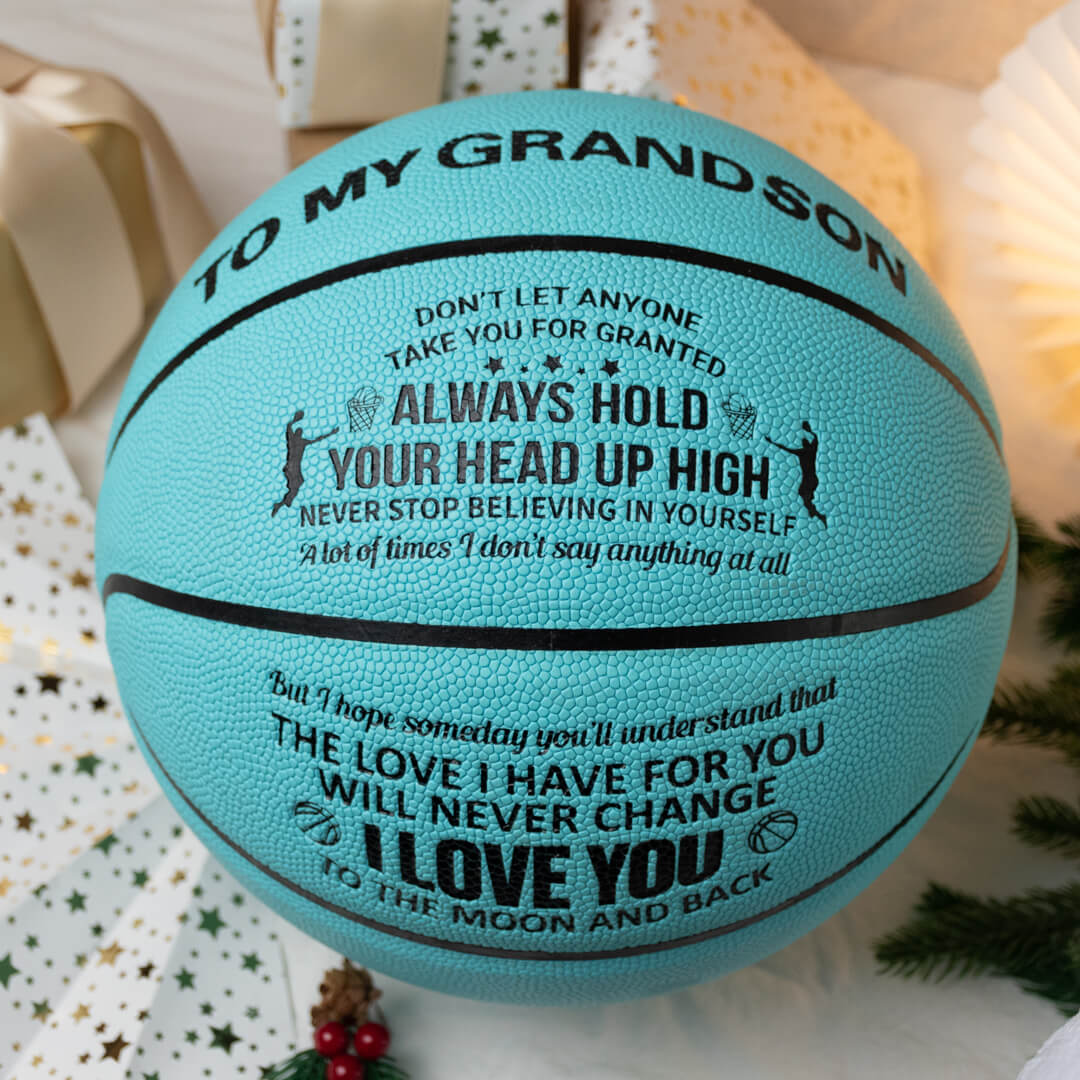 TO MY GRANDSON
DON'T LET ANYONE
TAKE YOU FOR GRANTED
ALWAYS HOLD
YOUR HEAD UP HIGH
NEVER STOP BELIEVING IN YOURSELF
A lot of times I don't say anything at all
But I hope someday you'll understand that
THE LOVE I HAVE FOR YOU
WILL NEVER CHANGE
I LOVE YOU
TO THE MOON AND BACK